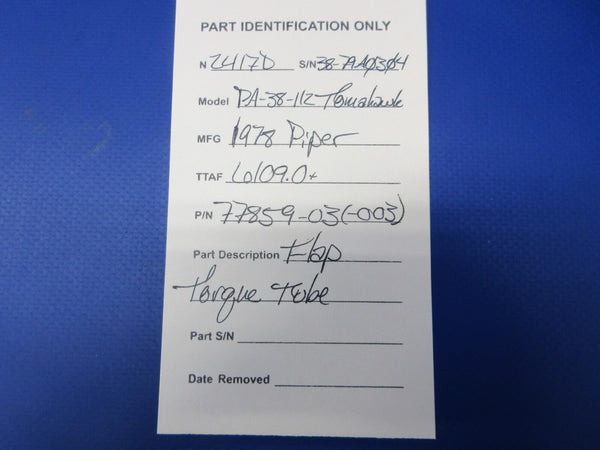 PART IDENTIFICATION ONLY
N 2417D S/N 38-79A0304
Model PA-38-112 Tomahawk
MFG 1978 Piper
TTAF 6109.0+
P/N 77859-03(-003)
Part Description Flap
Torque Tube
Part S/N
Date Removed